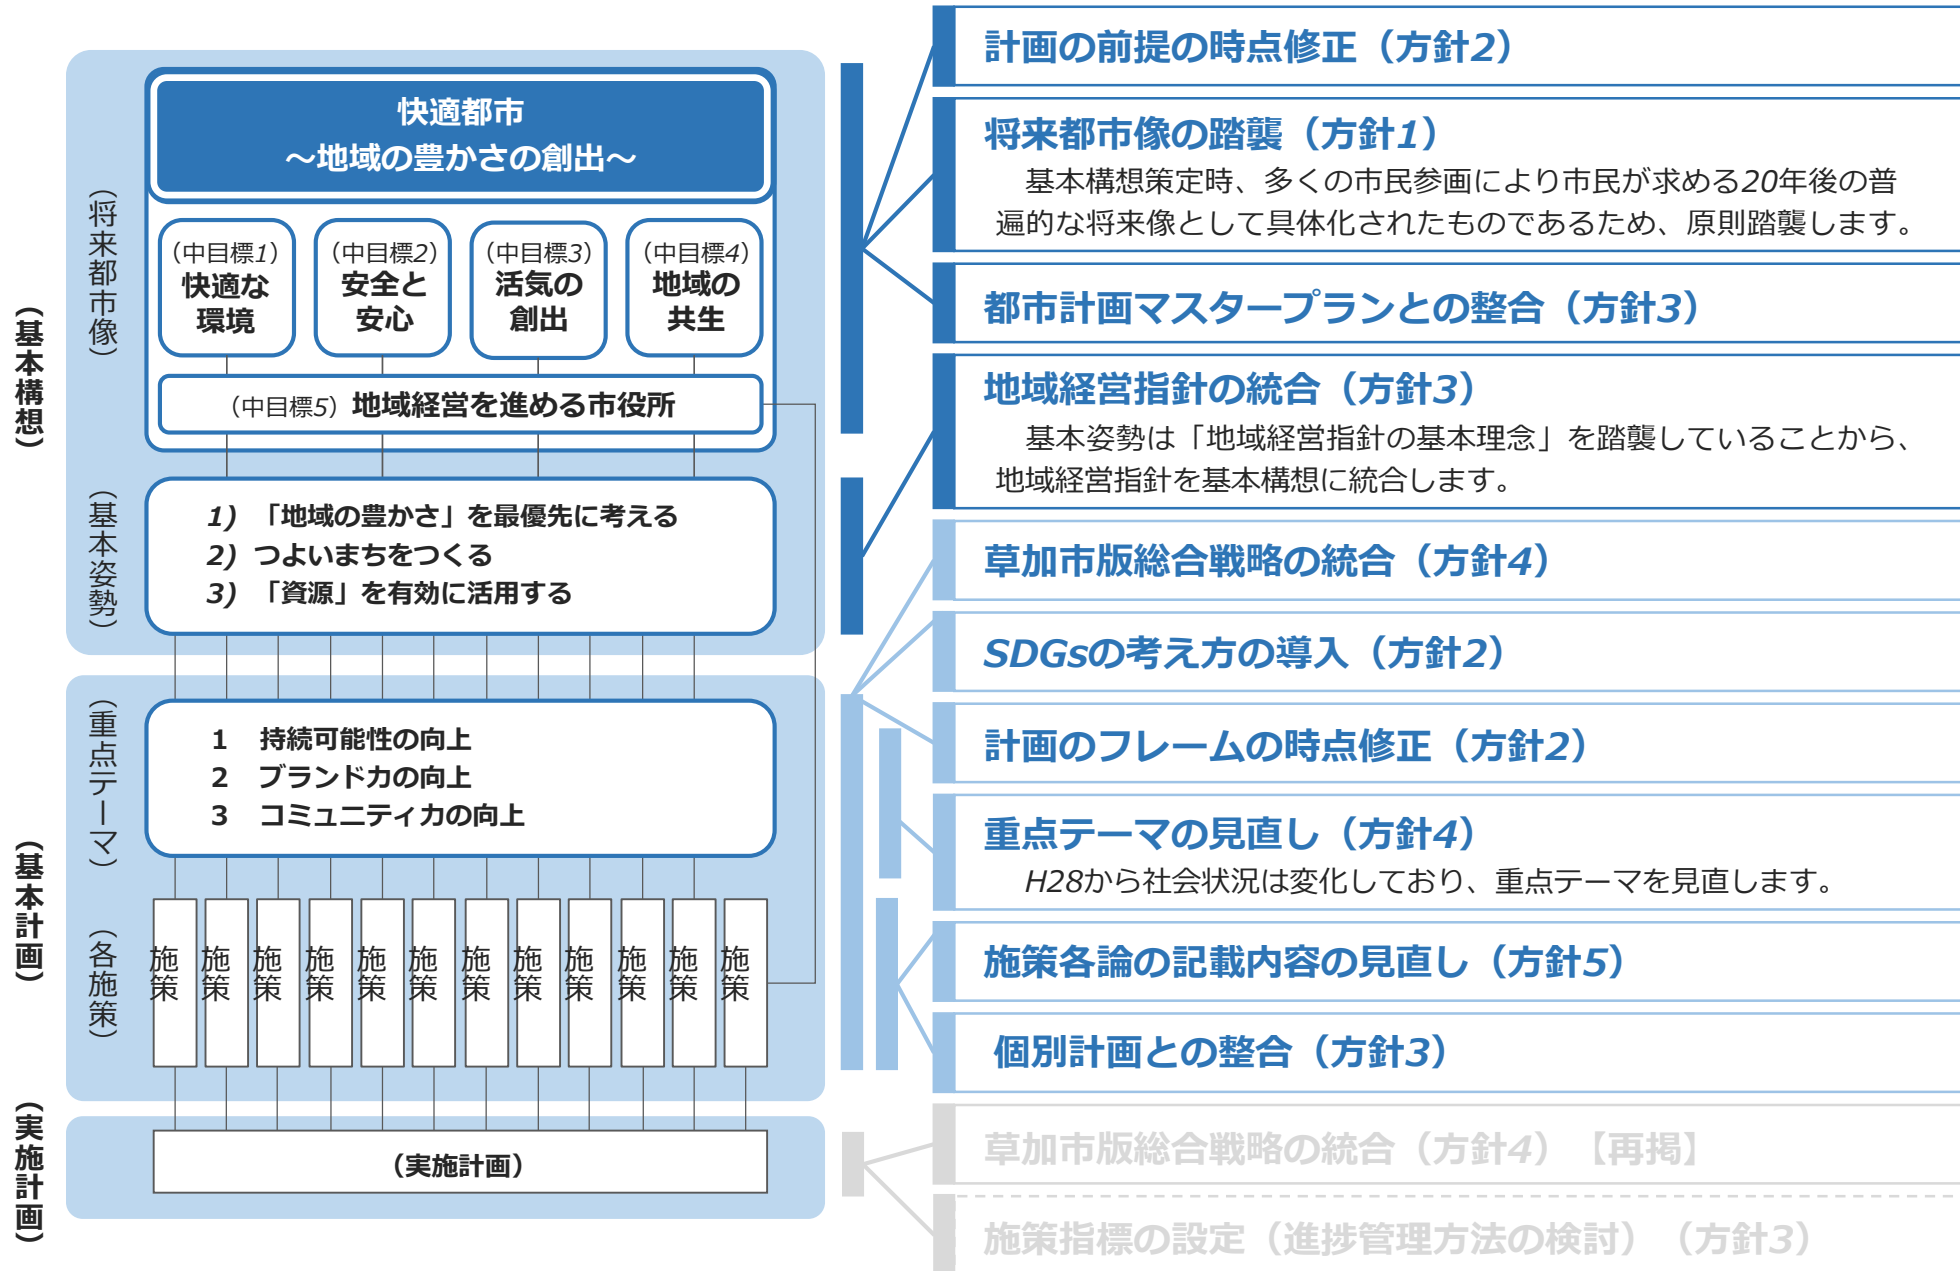 (基本構想)
(将来都市像)
快適都市
~地域の豊かさの創出~
(中目標1)
快適な
環境
(中目標2)
安全と
安心
(中目標3)
活気の
創出
(中目標4)
地域の
共生
(中目標5) 地域経営を進める市役所
(基本姿勢)
1) 「地域の豊かさ」を最優先に考える
2) つよいまちをつくる
3) 「資源」を有効に活用する
(基本計画)
(重点テーマ)
1 持続可能性の向上
2 ブランド力の向上
3 コミュニティ力の向上
(各施策)
施策
施策
施策
施策
施策
施策
施策
施策
施策
施策
施策
施策
(実施計画)
(実施計画)
計画の前提の時点修正(方針2)
将来都市像の踏襲(方針1)
基本構想策定時、多くの市民参画により市民が求める20年後の普
遍的な将来像として具体化されたものであるため、原則踏襲します。
都市計画マスタープランとの整合(方針3)
地域経営指針の統合(方針3)
基本姿勢は「地域経営指針の基本理念」を踏襲していることから、
地域経営指針を基本構想に統合します。
草加市版総合戦略の統合(方針4)
SDGsの考え方の導入(方針2)
計画のフレームの時点修正(方針2)
重点テーマの見直し(方針4)
H28から社会状況は変化しており、重点テーマを見直します。
施策各論の記載内容の見直し(方針5)
個別計画との整合(方針3)
草加市版総合戦略の統合(方針4)【再掲】
施策指標の設定(進捗管理方法の検討)(方針3)